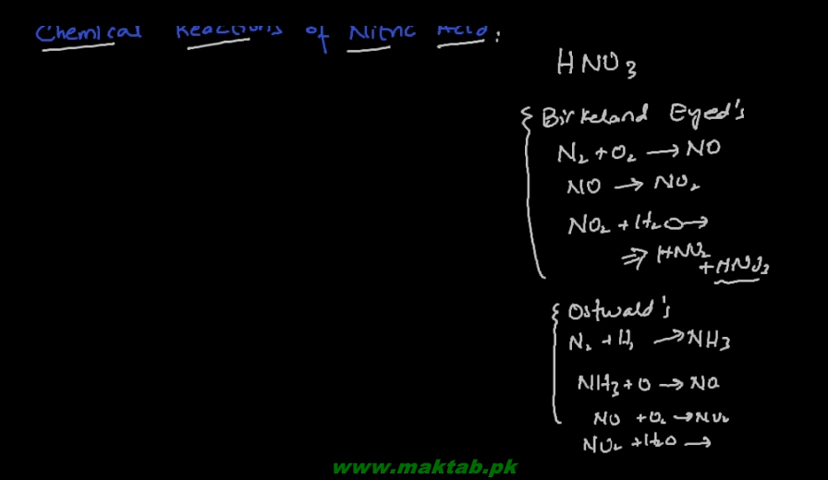 Chemical Reactions of Nitric Acid:
HNO3
Birkeland Eyed's
N2 + O2 → NO
NO → NO2
NO2 + H2O →
⇒ HNO2
+ HNO3
Ostwald's
N2 + H2 → NH3
NH3 + O → NO
NO + O2 → NO2
NO2 + H2O →
www.maktab.pk